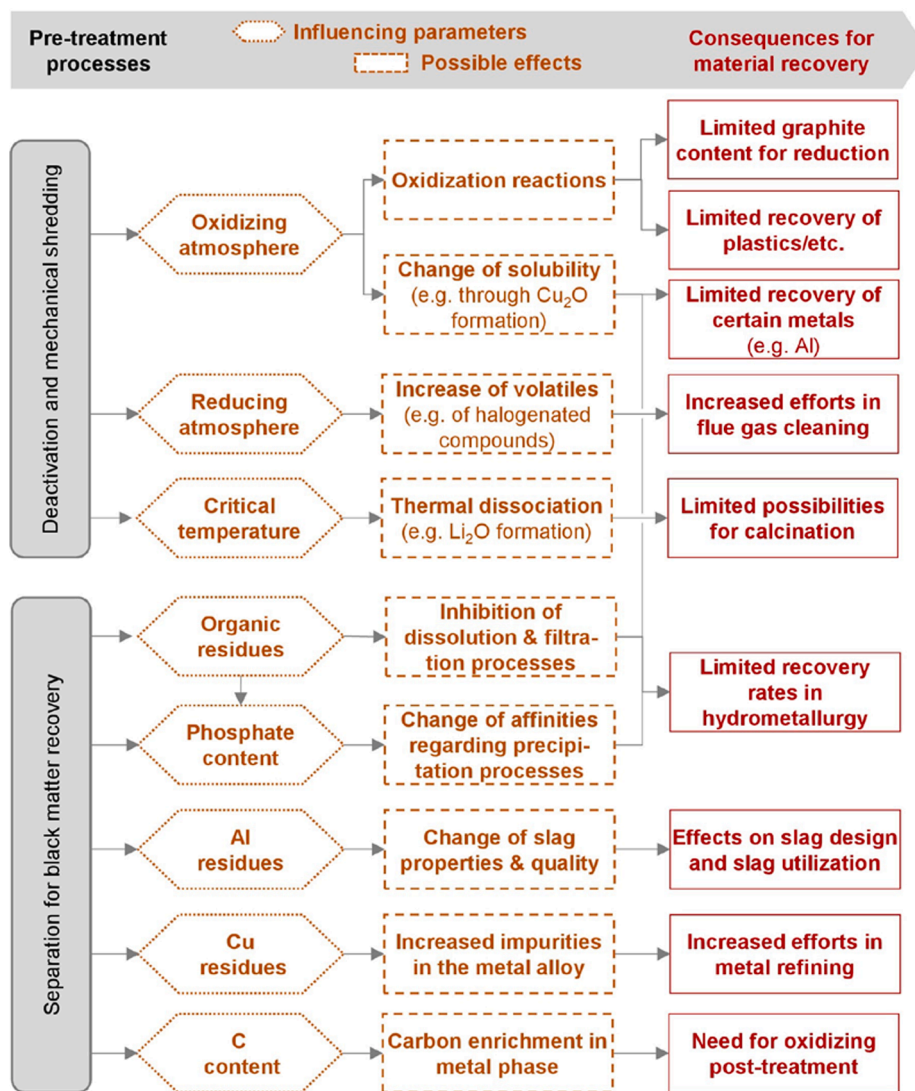 Pre-treatment
processes
Influencing parameters
Possible effects
Consequences for
material recovery
Deactivation and mechanical shredding
Oxidizing
atmosphere
Oxidization reactions
Limited graphite
content for reduction
Limited recovery of
plastics/etc.
Change of solubility
(e.g. through Cu₂O
formation)
Limited recovery of
certain metals
(e.g. Al)
Reducing
atmosphere
Increase of volatiles
(e.g. of halogenated
compounds)
Increased efforts in
flue gas cleaning
Critical
temperature
Thermal dissociation
(e.g. Li₂O formation)
Limited possibilities
for calcination
Separation for black matter recovery
Organic
residues
Inhibition of
dissolution & filtra-
tion processes
Limited recovery
rates in
hydrometallurgy
Phosphate
content
Change of affinities
regarding precipi-
tation processes
Al
residues
Change of slag
properties & quality
Effects on slag design
and slag utilization
Cu
residues
Increased impurities
in the metal alloy
Increased efforts in
metal refining
C
content
Carbon enrichment in
metal phase
Need for oxidizing
post-treatment